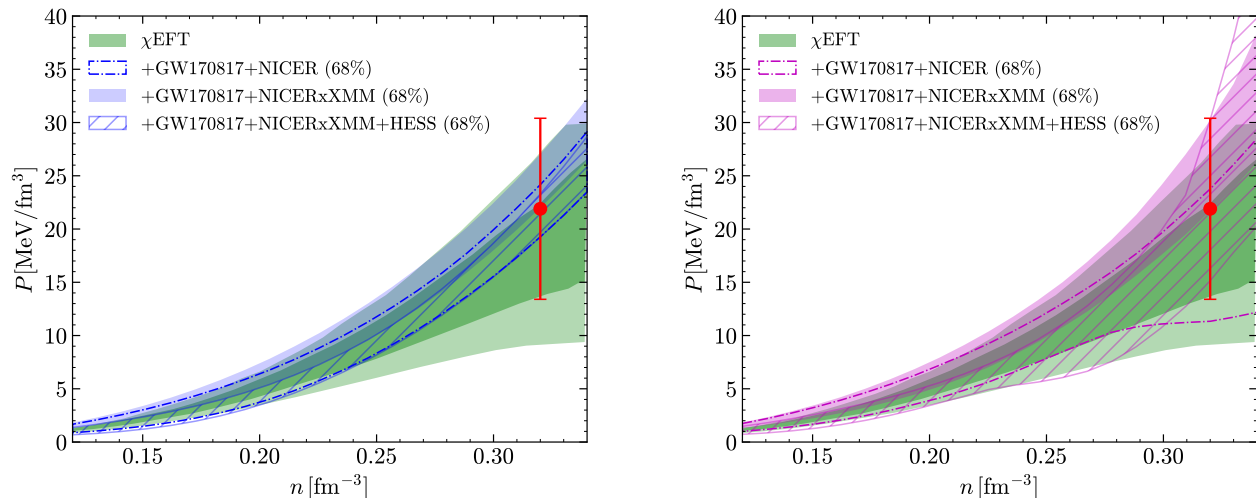 χEFT
+GW170817+NICER (68%)
+GW170817+NICERxXMM (68%)
+GW170817+NICERxXMM+HESS (68%)
P [MeV/fm³]
40
35
30
25
20
15
10
5
0
0.15 0.20 0.25 0.30
n [fm⁻³]
χEFT
+GW170817+NICER (68%)
+GW170817+NICERxXMM (68%)
+GW170817+NICERxXMM+HESS (68%)
P [MeV/fm³]
40
35
30
25
20
15
10
5
0
0.15 0.20 0.25 0.30
n [fm⁻³]